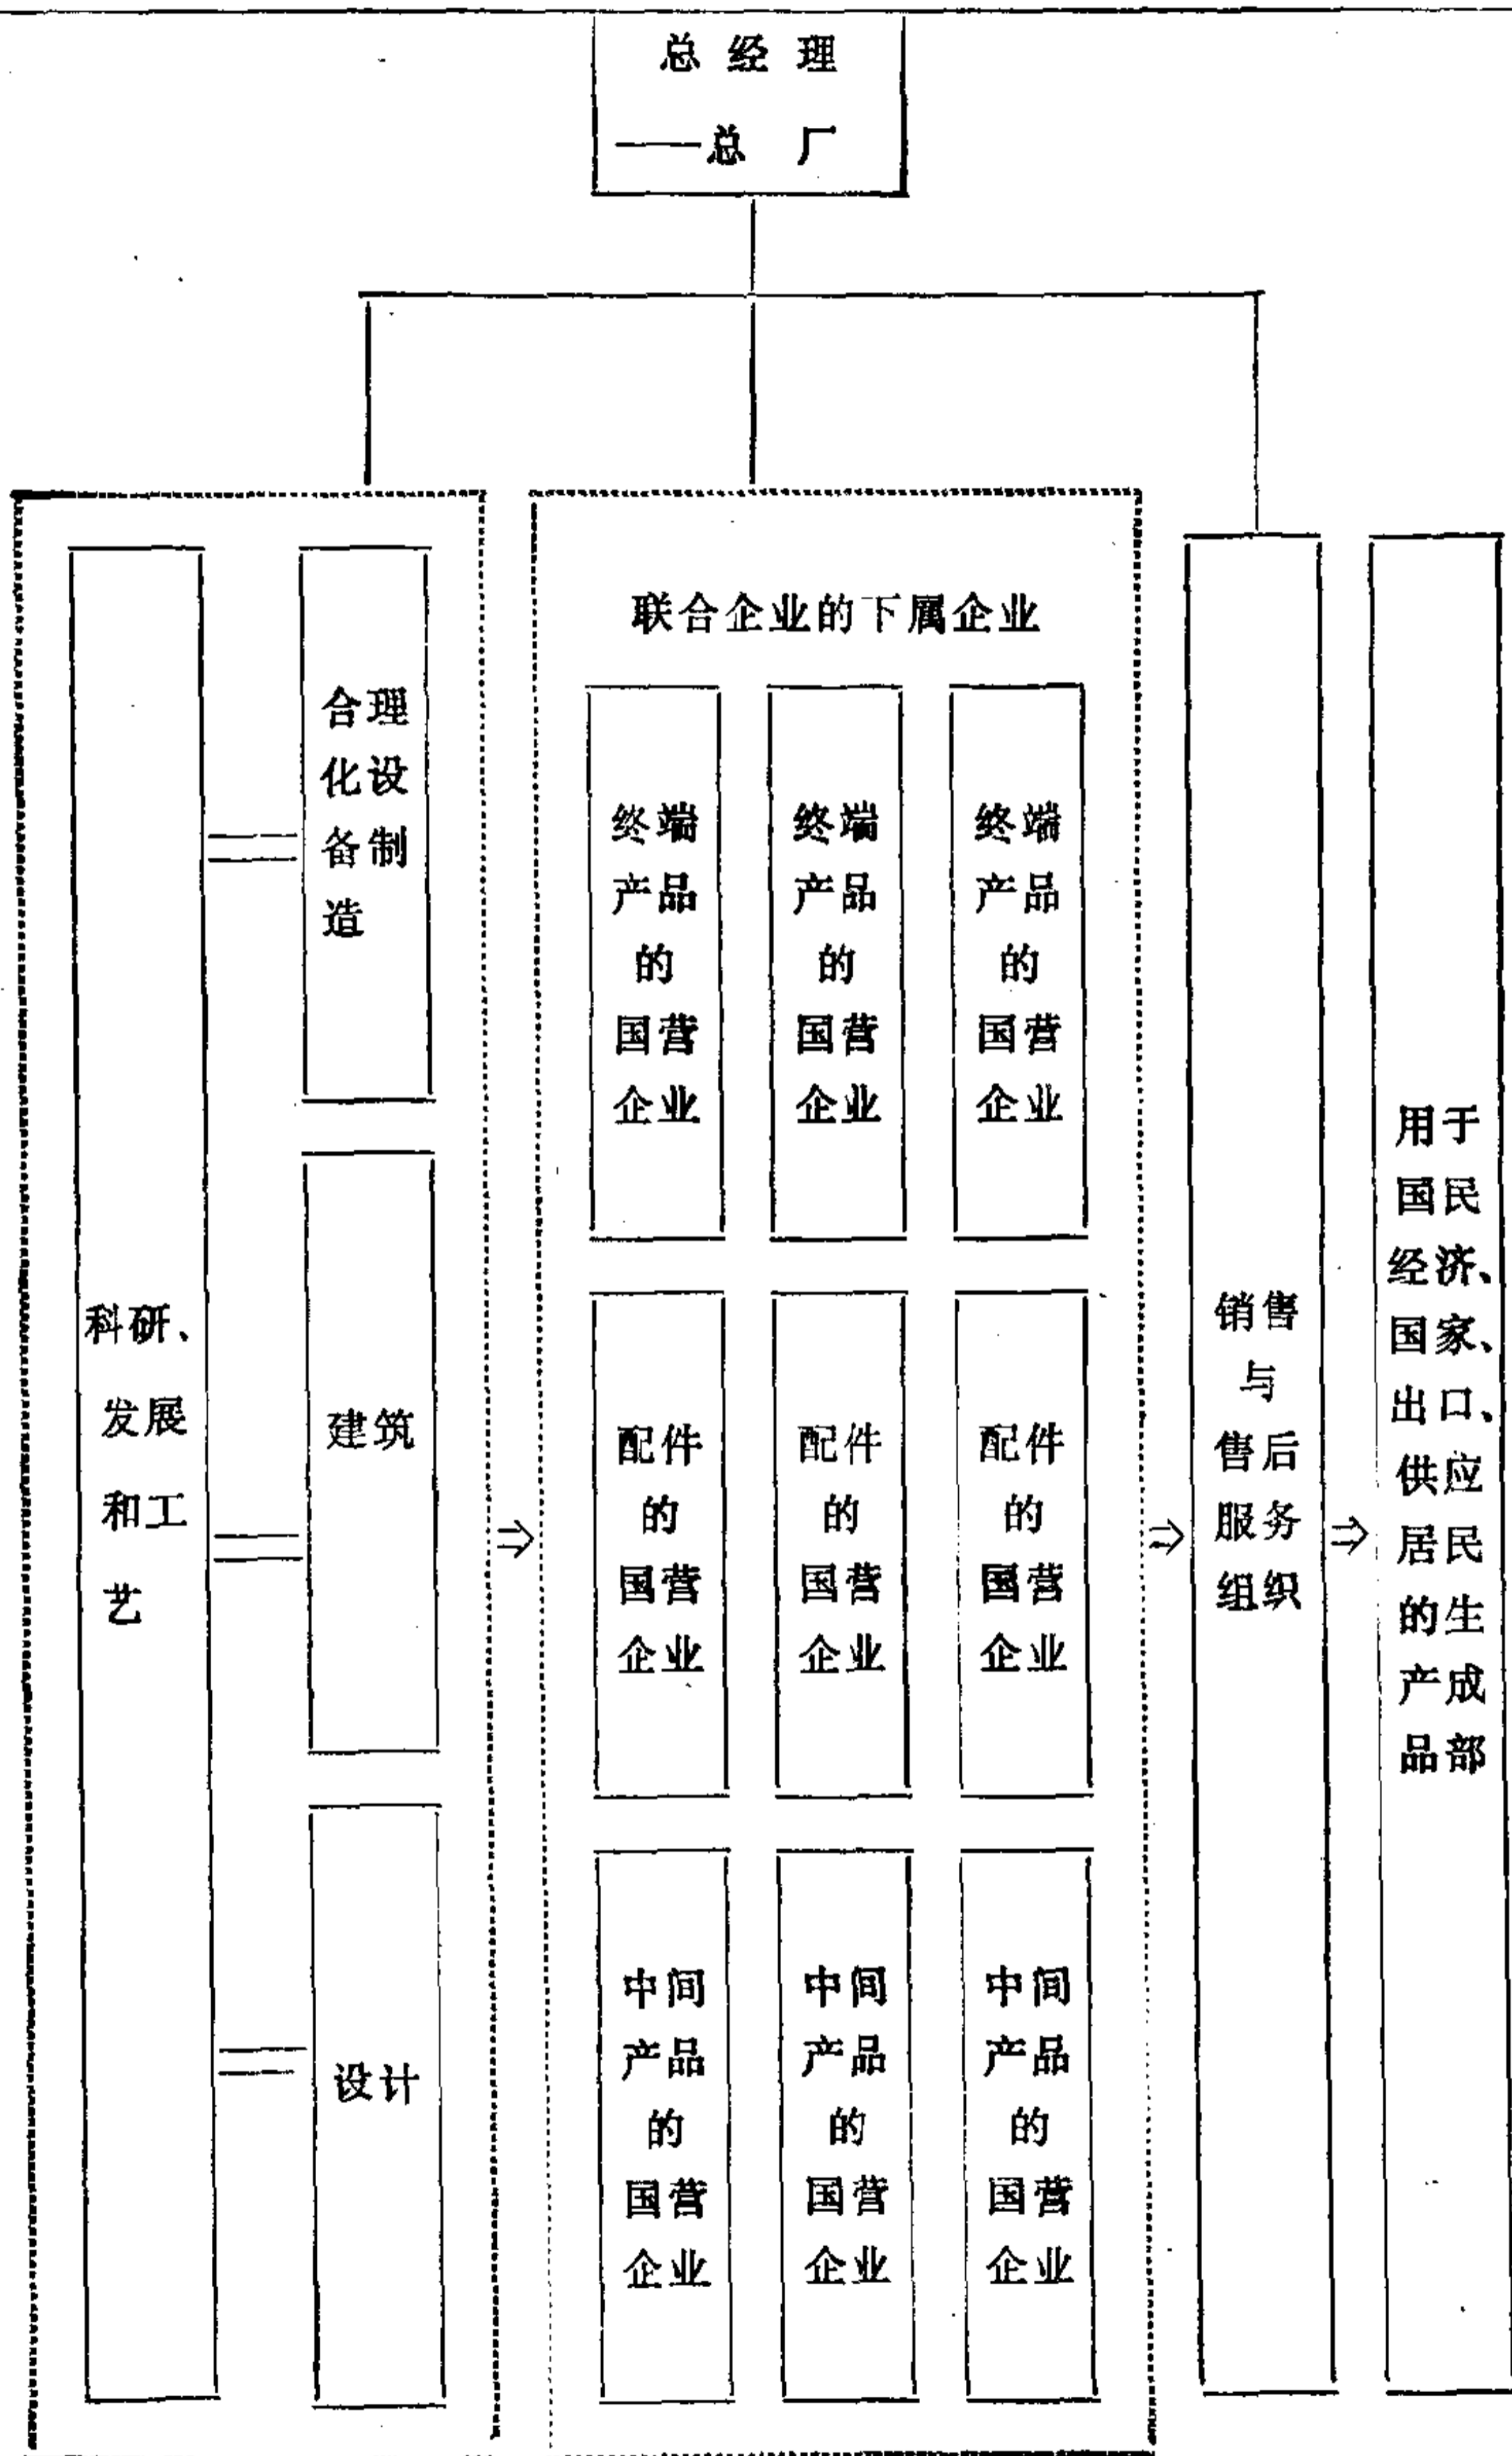 总经理
——总 厂
科研、
发展
和工
艺
合理
化设
备制
造
建筑
设计
联合企业的下属企业
终端
产品
的
国营
企业
终端
产品
的
国营
企业
终端
产品
的
国营
企业
配件
的
国营
企业
配件
的
国营
企业
配件
的
国营
企业
中间
产品
的
国营
企业
中间
产品
的
国营
企业
中间
产品
的
国营
企业
销售
与
售后
服务
组织
用于
国民
经济、
国家、
出口、
供应
居民
的生
产成
品部